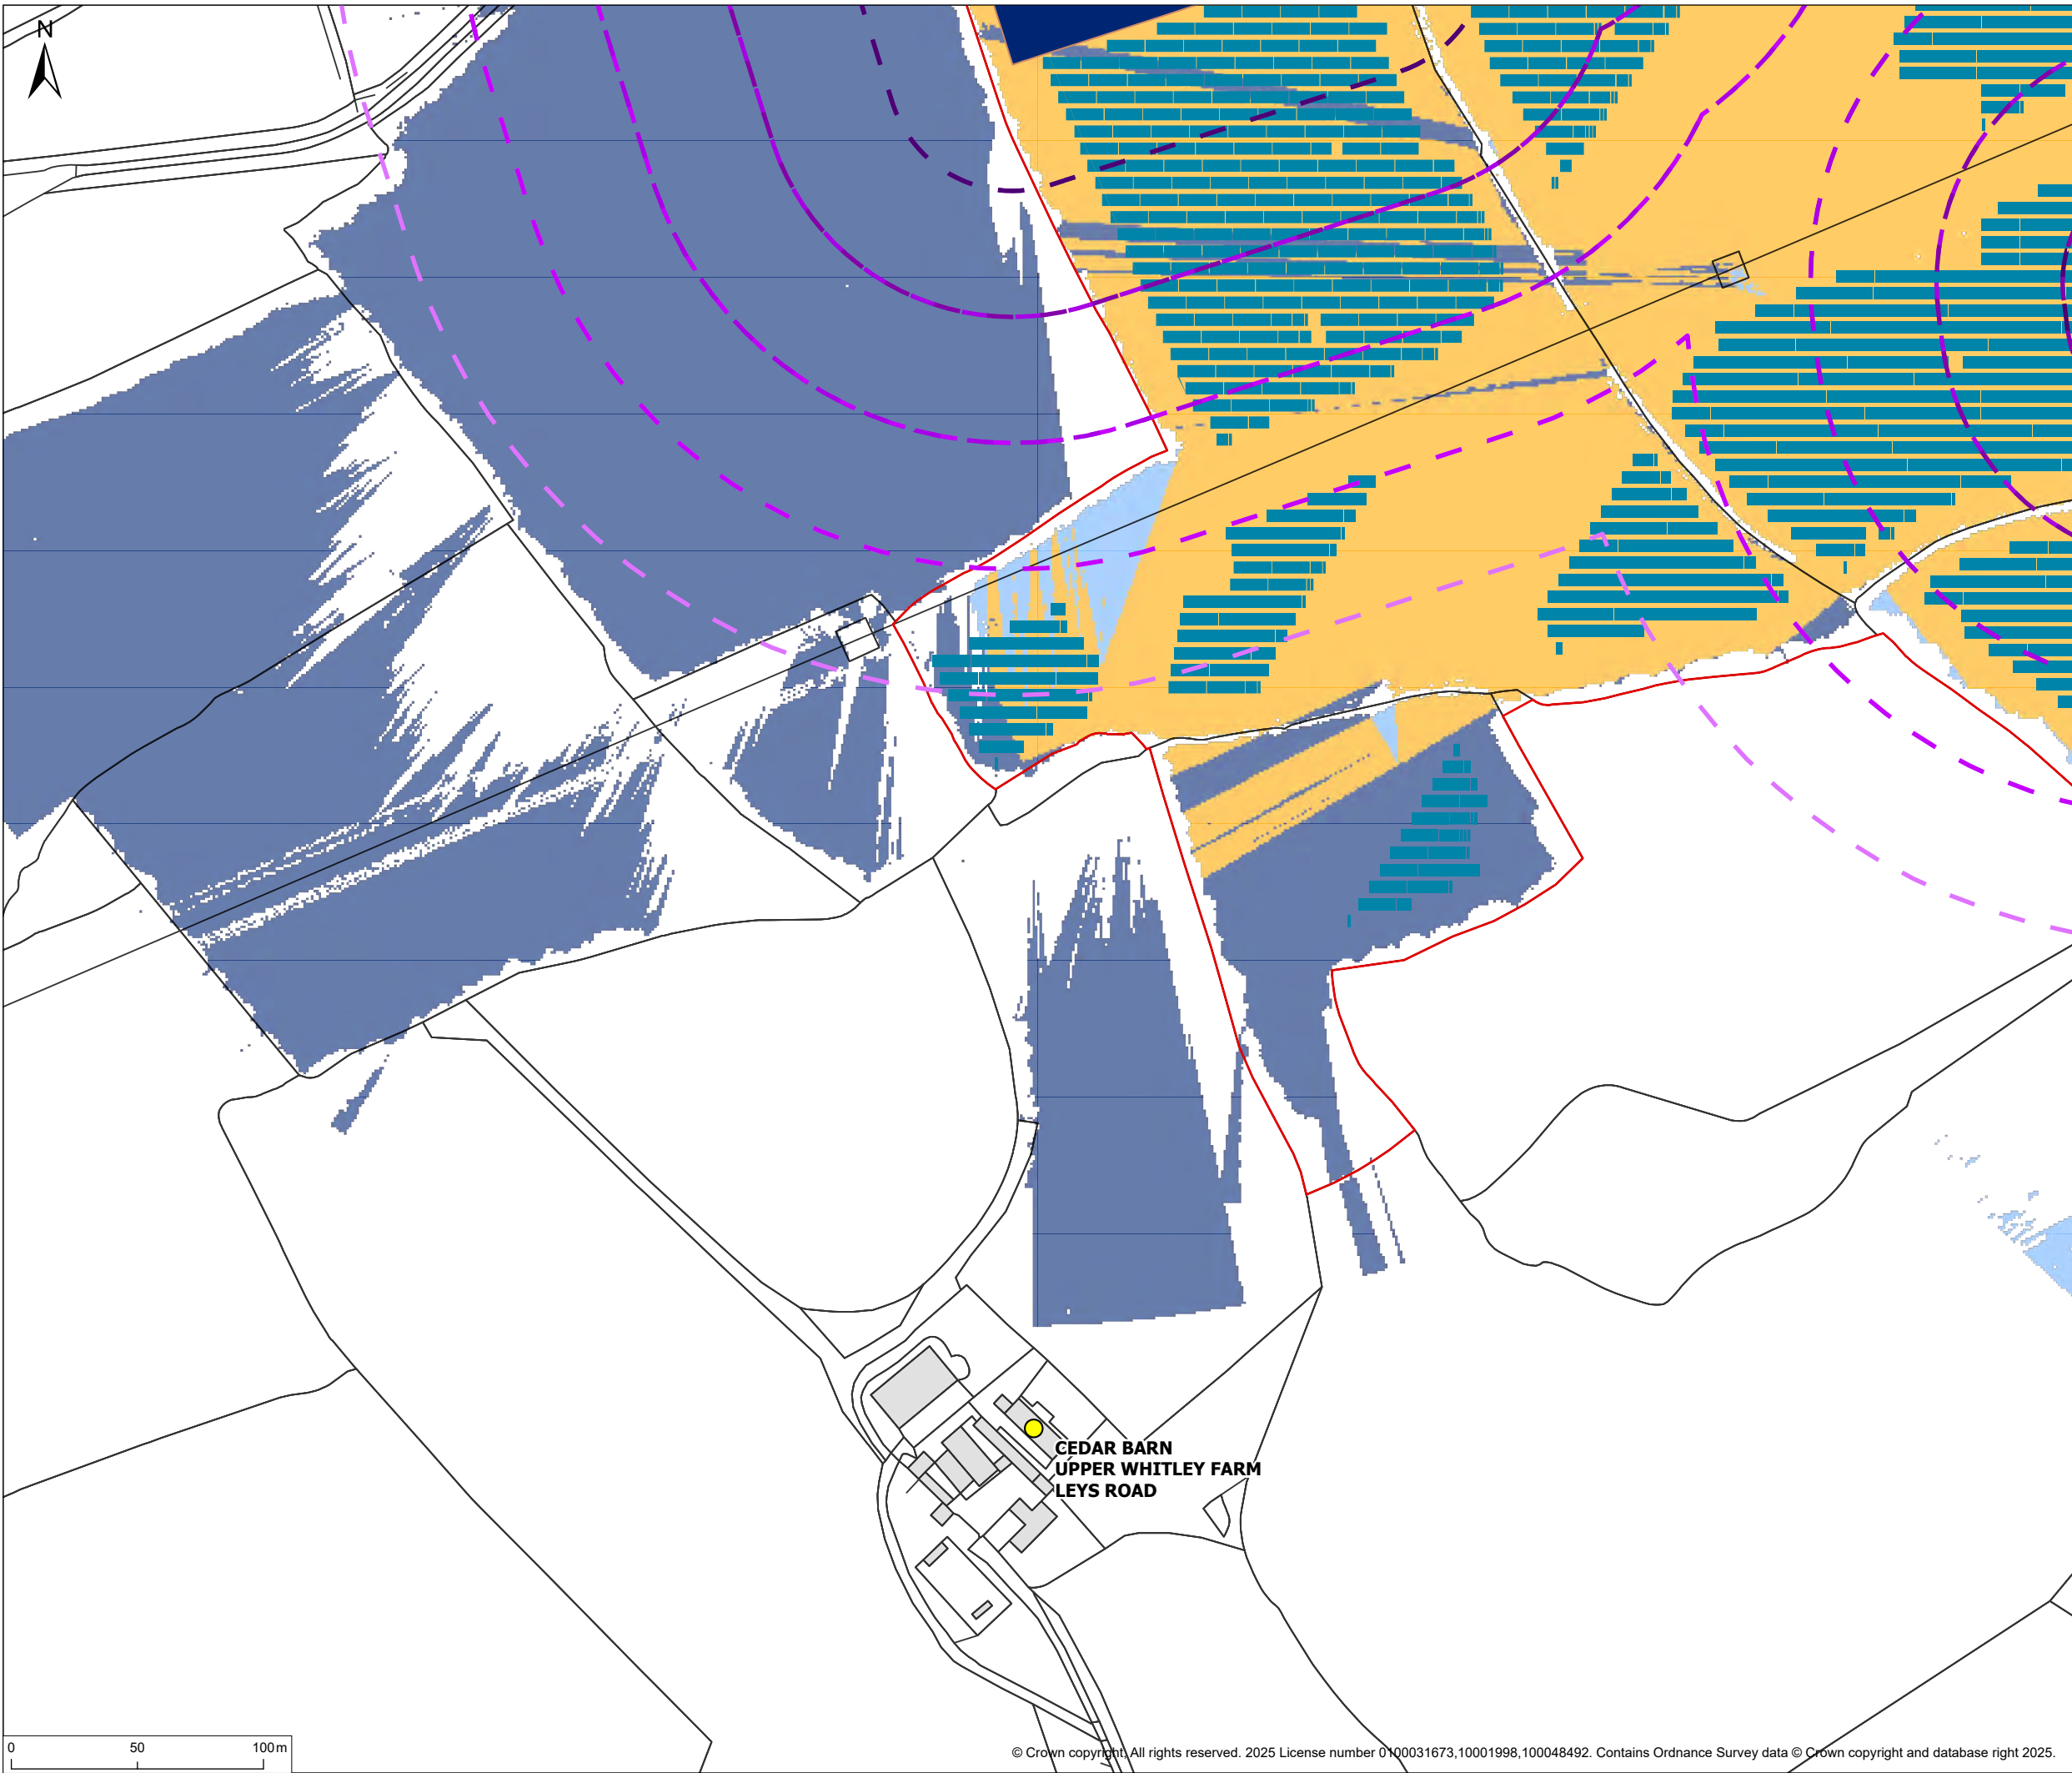 N
CEDAR BARN
UPPER WHITLEY FARM
LEYS ROAD
0 50 100m
© Crown copyright, All rights reserved. 2025 License number 0100031673,10001998,100048492. Contains Ordnance Survey data © Crown copyright and database right 2025.